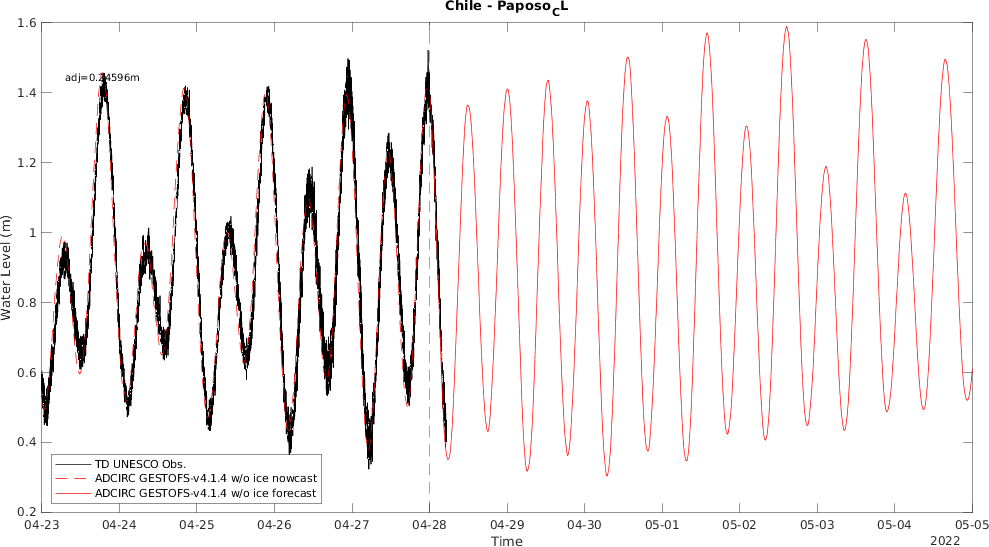 Chile - PaposoCL
1.6
adj=0.24596m
1.4
1.2
1
0.8
0.6
0.4
0.2
Water Level (m)
TD UNESCO Obs.
ADCIRC GESTOFS-v4.1.4 w/o ice nowcast
ADCIRC GESTOFS-v4.1.4 w/o ice forecast
04-23 04-24 04-25 04-26 04-27 04-28 04-29 04-30 05-01 05-02 05-03 05-04 05-05
Time
2022